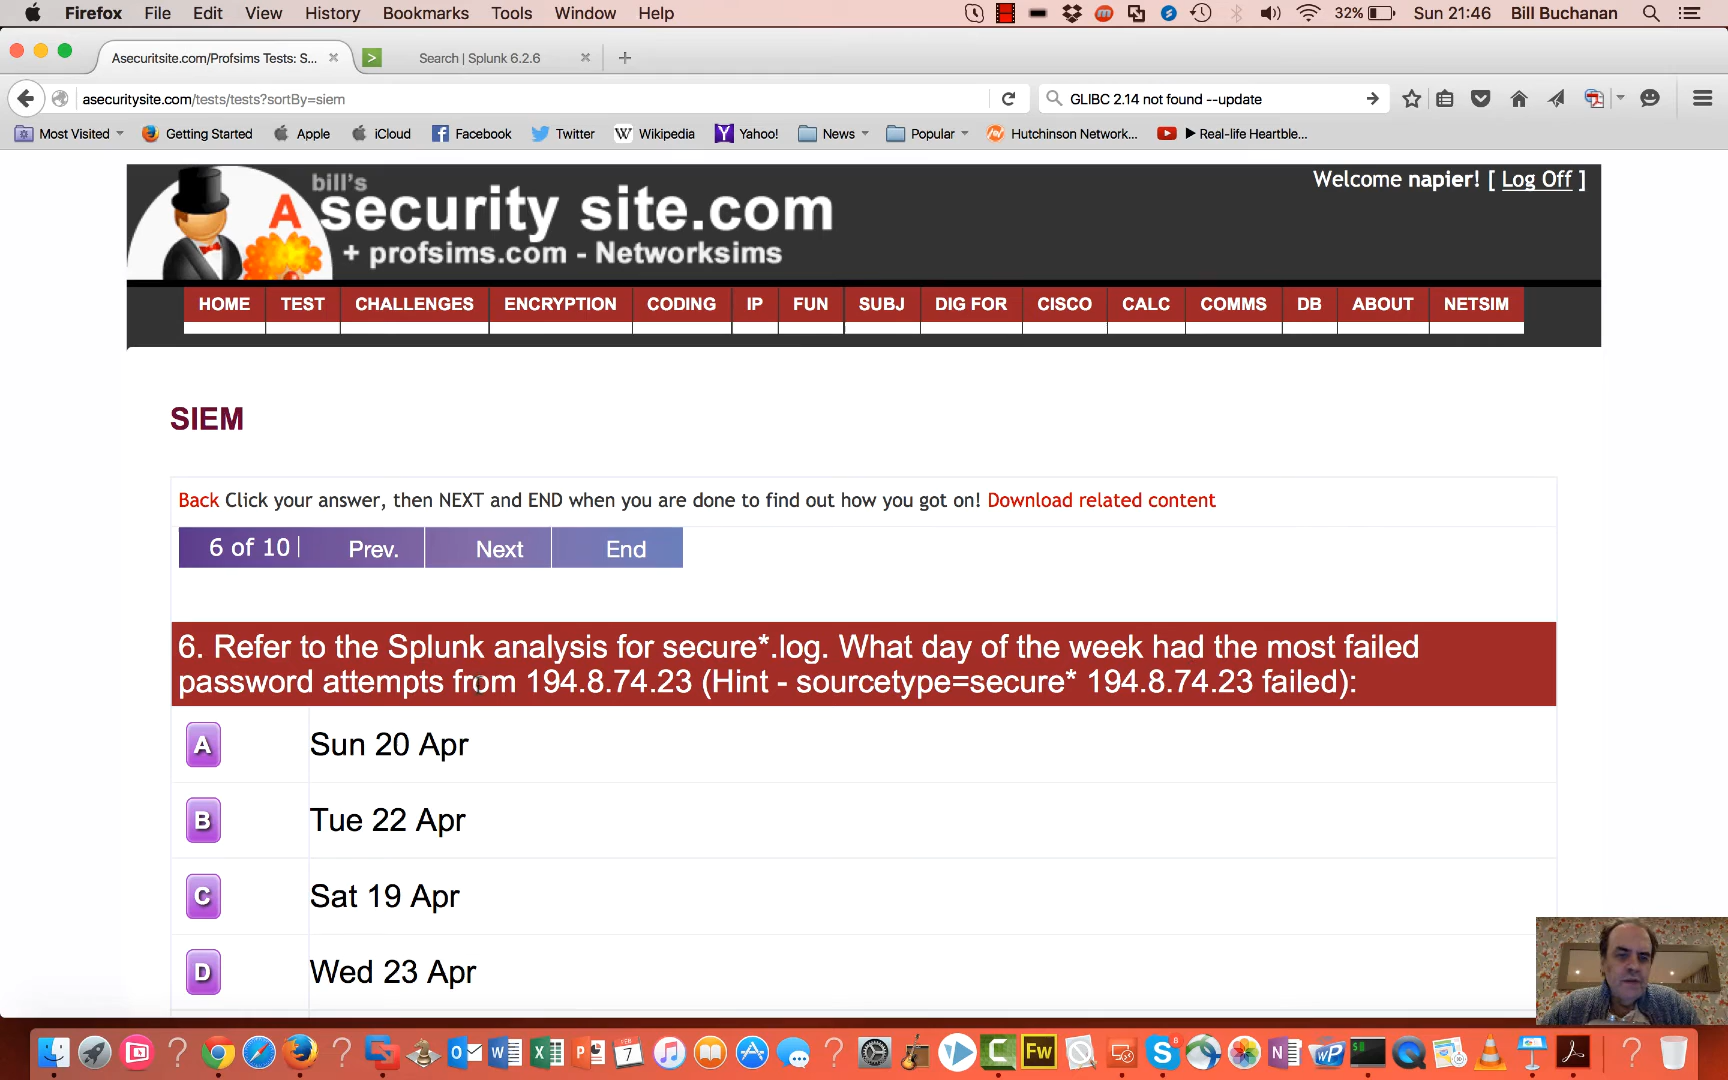 Firefox File Edit View History Bookmarks Tools Window Help 32% Sun 21:46 Bill Buchanan
Asecuritsite.com/Profsims Tests: S... Search | Splunk 6.2.6
asecuritysite.com/tests/tests?sortBy=siem GLIBC 2.14 not found --update
Most Visited Getting Started Apple iCloud Facebook Twitter Wikipedia Yahoo! News Popular Hutchinson Network... ▶ Real-life Heartble...
bill's
A security site.com
+ profsims.com - Networksims
Welcome napier! [ Log Off ]
HOME TEST CHALLENGES ENCRYPTION CODING IP FUN SUBJ DIG FOR CISCO CALC COMMS DB ABOUT NETSIM
SIEM
Back Click your answer, then NEXT and END when you are done to find out how you got on! Download related content
6 of 10 | Prev. Next End
6. Refer to the Splunk analysis for secure*.log. What day of the week had the most failed
password attempts from 194.8.74.23 (Hint - sourcetype=secure* 194.8.74.23 failed):
A Sun 20 Apr
B Tue 22 Apr
C Sat 19 Apr
D Wed 23 Apr